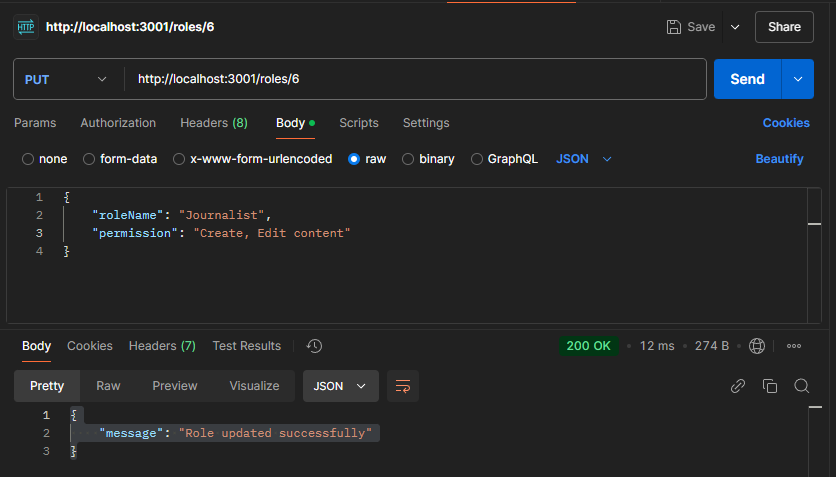 HTTP http://localhost:3001/roles/6 Save Share
PUT http://localhost:3001/roles/6 Send
Params Authorization Headers (8) Body Scripts Settings Cookies
none form-data x-www-form-urlencoded raw binary GraphQL JSON Beautify
1 {
2 "roleName": "Journalist",
3 "permission": "Create, Edit content"
4 }
Body Cookies Headers (7) Test Results 200 OK • 12 ms • 274 B •
Pretty Raw Preview Visualize JSON
1 {
2 "message": "Role updated successfully"
3 }